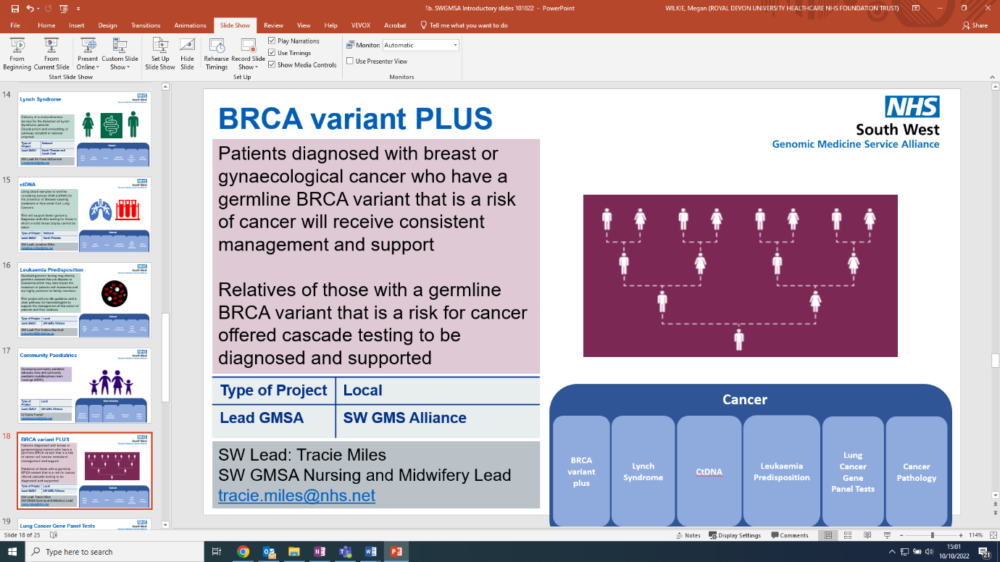 1b. SWGMSA Introductory slides 101022 - PowerPoint
WILKIE, Megan (ROYAL DEVON UNIVERSITY HEALTHCARE NHS FOUNDATION TRUST)
File Home Insert Design Transitions Animations Slide Show Review View Help VEVOX Acrobat Tell me what you want to do
Share
From Beginning
From Current Slide
Present Online
Custom Slide Show
Start Slide Show
Set Up Slide Show
Hide Slide
Rehearse Timings
Record Slide Show
Play Narrations
Use Timings
Show Media Controls
Set Up
Monitor: Automatic
Use Presenter View
Monitors
14
Lynch Syndrome
15
ctDNA
16
Leukaemia Predisposition
17
Community Paediatrics
18
BRCA variant PLUS
19
Lung Cancer Gene Panel Tests
BRCA variant PLUS
NHS
South West
Genomic Medicine Service Alliance
Patients diagnosed with breast or
gynaecological cancer who have a
germline BRCA variant that is a risk
of cancer will receive consistent
management and support
Relatives of those with a germline
BRCA variant that is a risk for cancer
offered cascade testing to be
diagnosed and supported
Type of Project Local
Lead GMSA SW GMS Alliance
SW Lead: Tracie Miles
SW GMSA Nursing and Midwifery Lead
tracie.miles@nhs.net
Cancer
BRCA
variant
plus
Lynch
Syndrome
CtDNA
Leukaemia
Predisposition
Lung
Cancer
Gene
Panel Tests
Cancer
Pathology
Slide 18 of 25
Notes Display Settings Comments
114%
Type here to search
15:01
10/10/2022
21